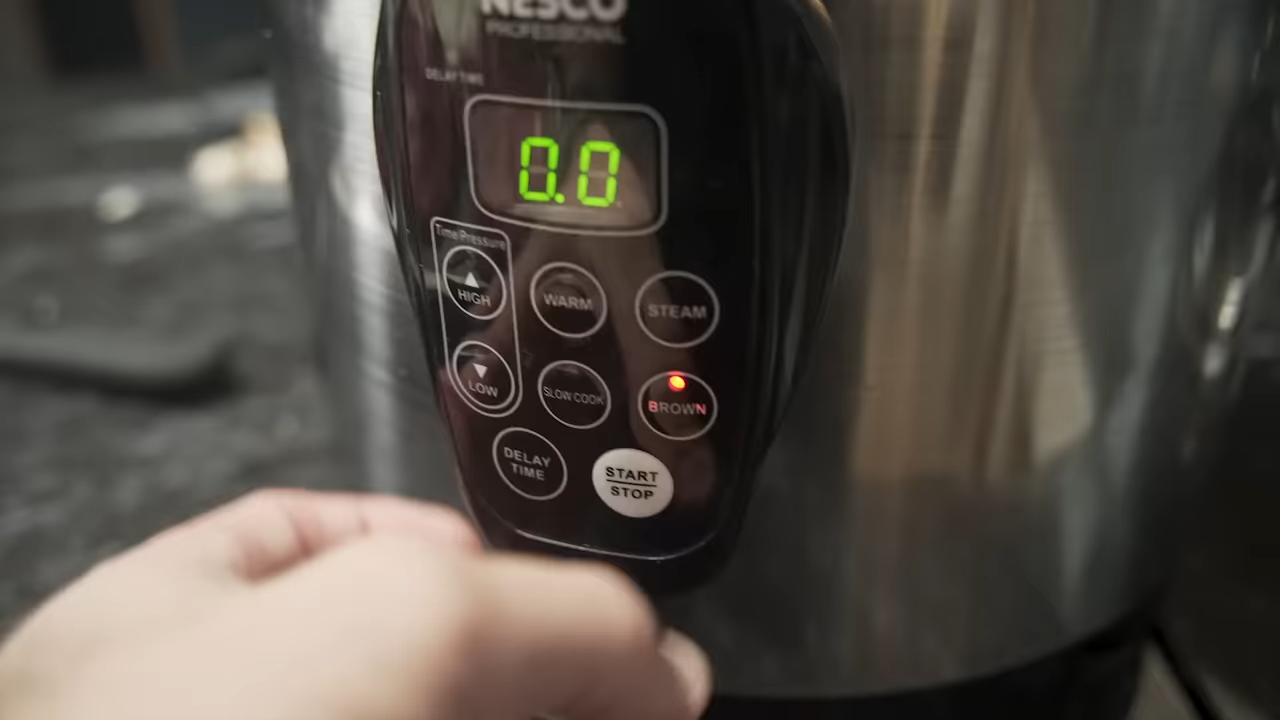 NESCO
PROFESSIONAL
DELAY TIME
0.0
Time Pressure
HIGH
WARM
STEAM
LOW
SLOW COOK
BROWN
DELAY
TIME
START
STOP